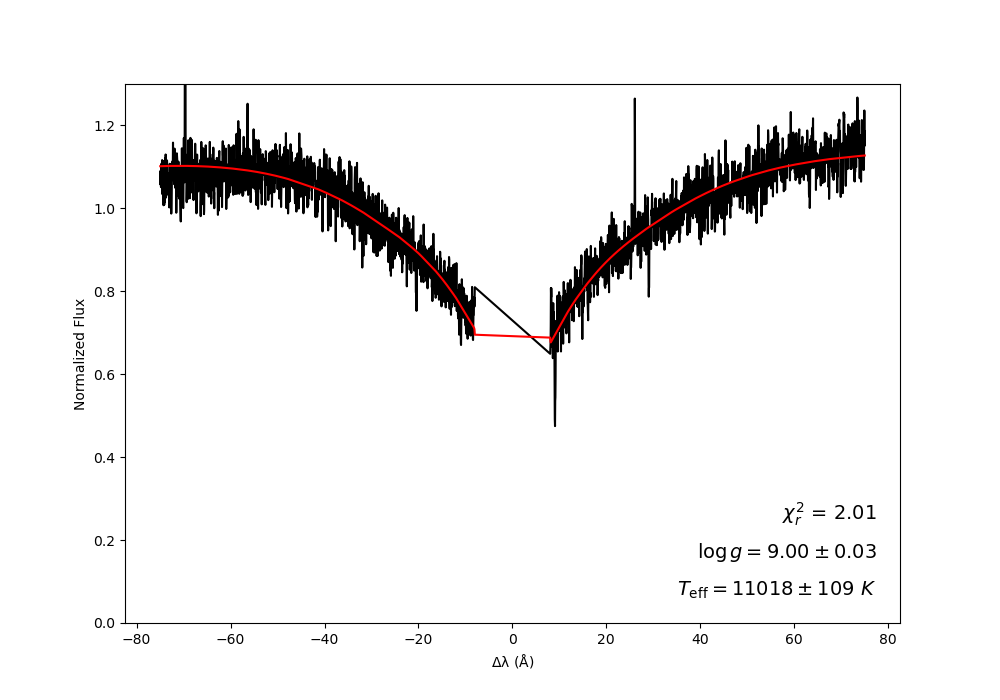 1.2
1.0
0.8
0.6
0.4
0.2
0.0
Normalized Flux
χ²ᵣ = 2.01
log g = 9.00 ± 0.03
T_eff = 11018 ± 109 K
−80 −60 −40 −20 0 20 40 60 80
Δλ (Å)